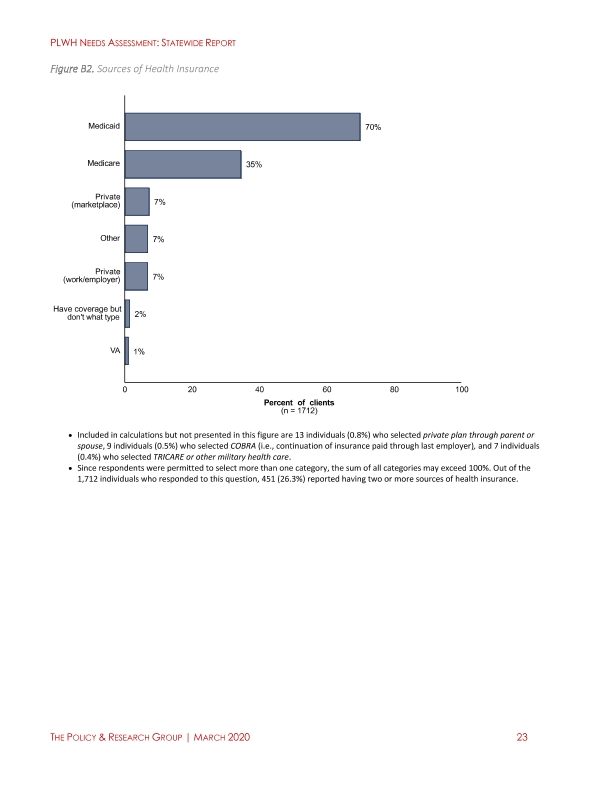 PLWH NEEDS ASSESSMENT: STATEWIDE REPORT
Figure B2. Sources of Health Insurance
Medicaid
70%
Medicare
35%
Private
(marketplace)
7%
Other
7%
Private
(work/employer)
7%
Have coverage but
don't what type
2%
VA
1%
0 20 40 60 80 100
Percent of clients
(n = 1712)
• Included in calculations but not presented in this figure are 13 individuals (0.8%) who selected private plan through parent or
spouse, 9 individuals (0.5%) who selected COBRA (i.e., continuation of insurance paid through last employer), and 7 individuals
(0.4%) who selected TRICARE or other military health care.
• Since respondents were permitted to select more than one category, the sum of all categories may exceed 100%. Out of the
1,712 individuals who responded to this question, 451 (26.3%) reported having two or more sources of health insurance.
THE POLICY & RESEARCH GROUP | MARCH 2020 23